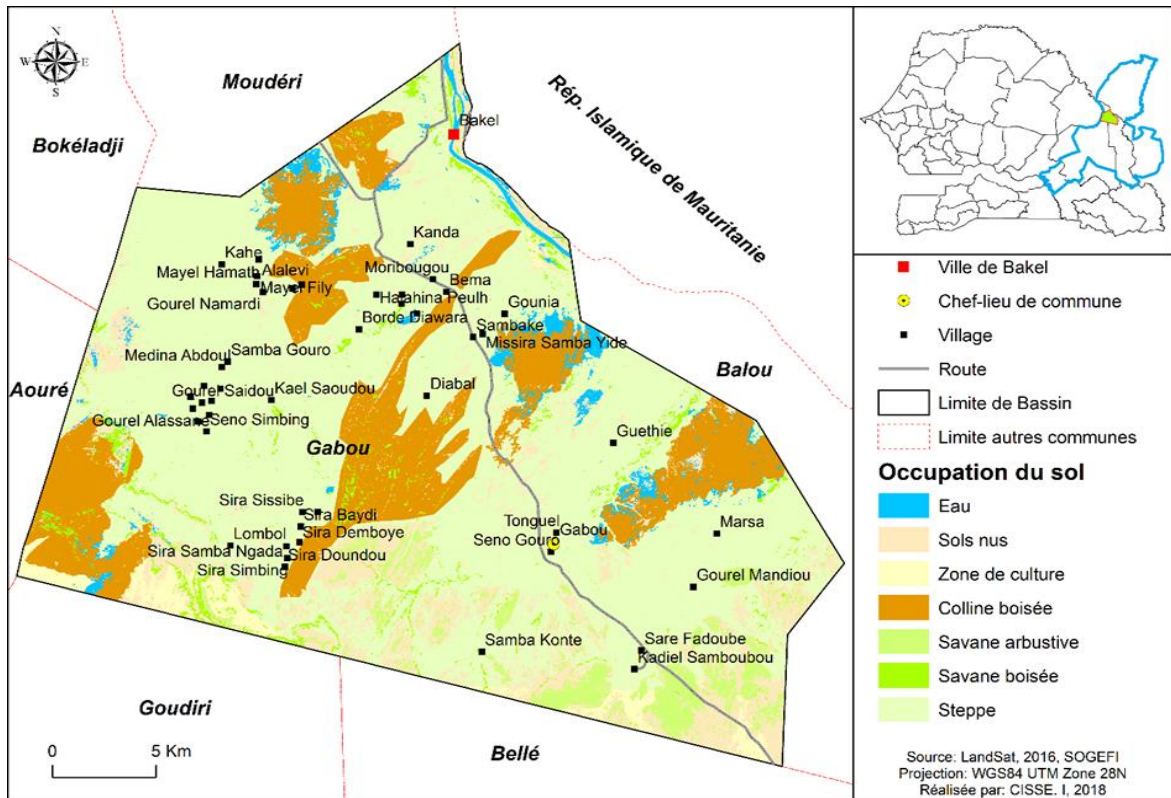 N
W
E
S
Moudéri
Bokéladji
Bakel
Rép. Islamique de Mauritanie
Kanda
Kahe
Mayel Hamath
Alalevi
Moribougou
Bema
Mayel Fily
Gourel Namardi
Halahina Peulh
Gounia
Borde Diawara
Sambake
Missira Samba Yide
Medina Abdoul
Samba Gouro
Balou
Aouré
Gourel Saidou
Kael Saoudou
Diabal
Gourel Alassane
Seno Simbing
Guethie
Gabou
Sira Sissibe
Sira Baydi
Lombol
Sira Demboye
Tonguel
Gabou
Marsa
Seno Gouro
Sira Samba Ngada
Sira Doundou
Sira Simbing
Gourel Mandiou
Samba Konte
Sare Fadoube
Kadiel Samboubou
Goudiri
Bellé
0
5 Km
Ville de Bakel
Chef-lieu de commune
Village
Route
Limite de Bassin
Limite autres communes
Occupation du sol
Eau
Sols nus
Zone de culture
Colline boisée
Savane arbustive
Savane boisée
Steppe
Source: LandSat, 2016, SOGEFI
Projection: WGS84 UTM Zone 28N
Réalisée par: CISSE. I, 2018